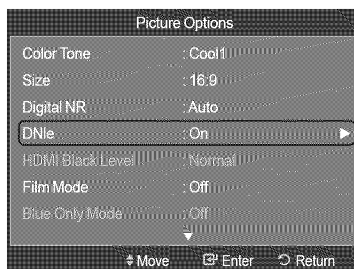 Picture Options
Color Tone : Cool1
Size : 16:9
Digital NR : Auto
DNIe : On ►
HDMI Black Level : Normal
Film Mode : Off
Blue Only Mode : Off
▼
Move Enter Return